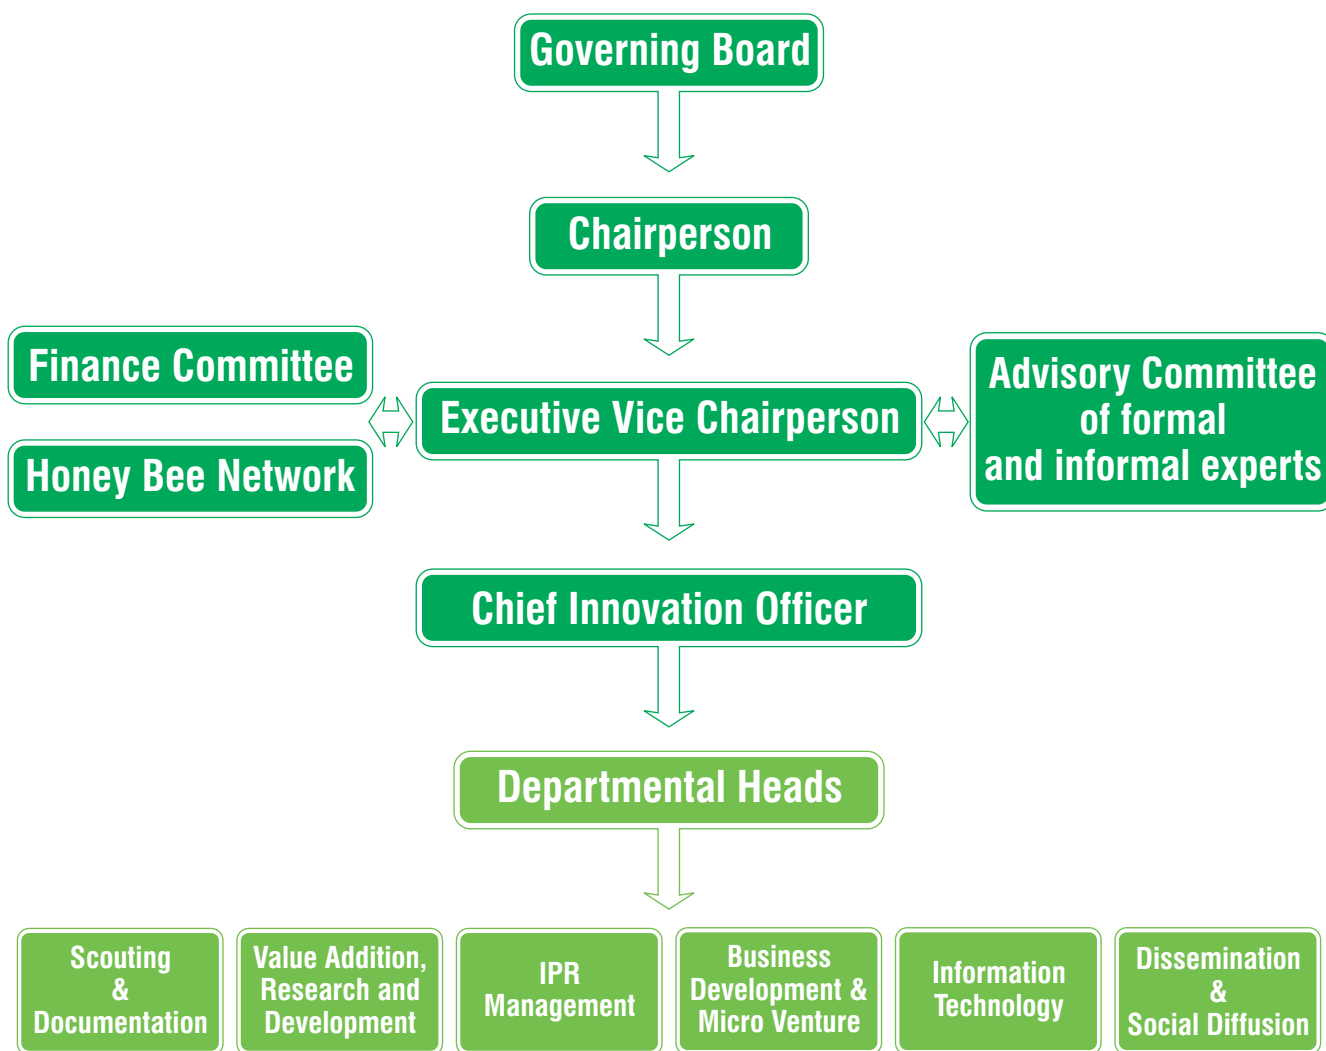 Governing Board
Chairperson
Finance Committee
Honey Bee Network
Executive Vice Chairperson
Advisory Committee
of formal
and informal experts
Chief Innovation Officer
Departmental Heads
Scouting
&
Documentation
Value Addition,
Research and
Development
IPR
Management
Business
Development &
Micro Venture
Information
Technology
Dissemination
&
Social Diffusion